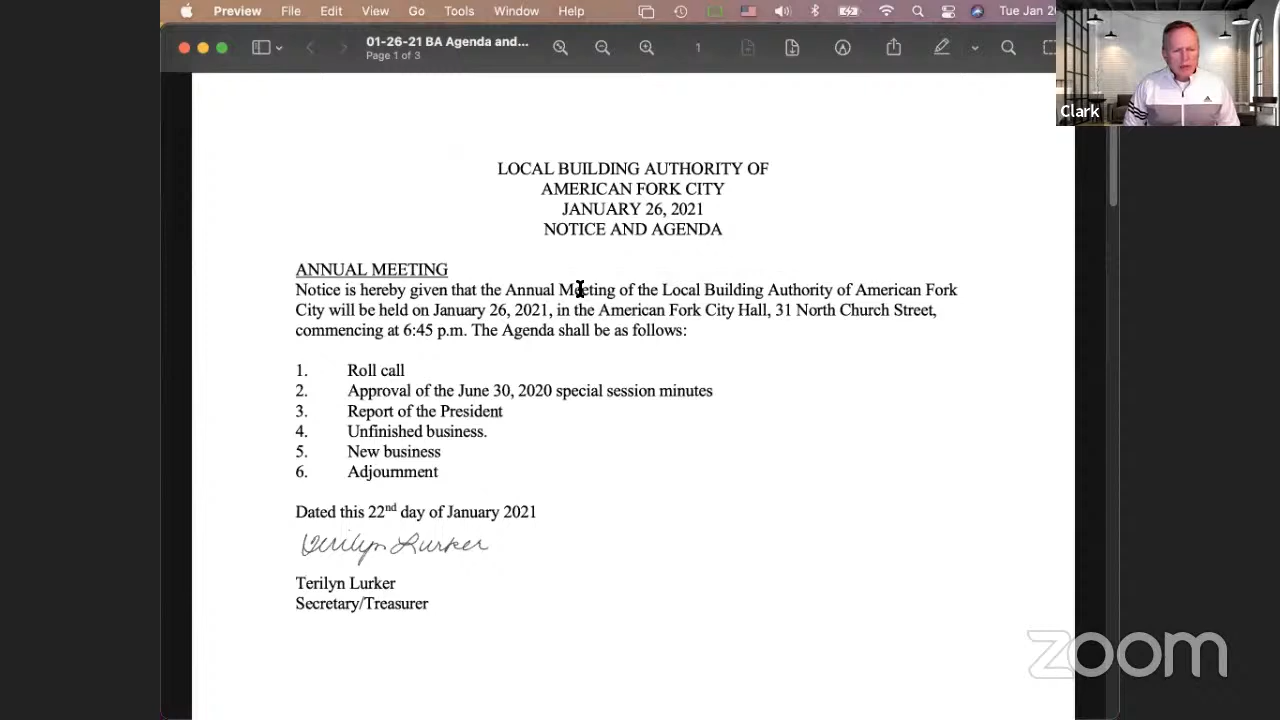 Preview File Edit View Go Tools Window Help Tue Jan 26
01-26-21 BA Agenda and...
Page 1 of 3
1
Clark
LOCAL BUILDING AUTHORITY OF
AMERICAN FORK CITY
JANUARY 26, 2021
NOTICE AND AGENDA
ANNUAL MEETING
Notice is hereby given that the Annual Meeting of the Local Building Authority of American Fork
City will be held on January 26, 2021, in the American Fork City Hall, 31 North Church Street,
commencing at 6:45 p.m. The Agenda shall be as follows:
1. Roll call
2. Approval of the June 30, 2020 special session minutes
3. Report of the President
4. Unfinished business.
5. New business
6. Adjournment
Dated this 22nd day of January 2021
Terilyn Lurker
Terilyn Lurker
Secretary/Treasurer
zoom